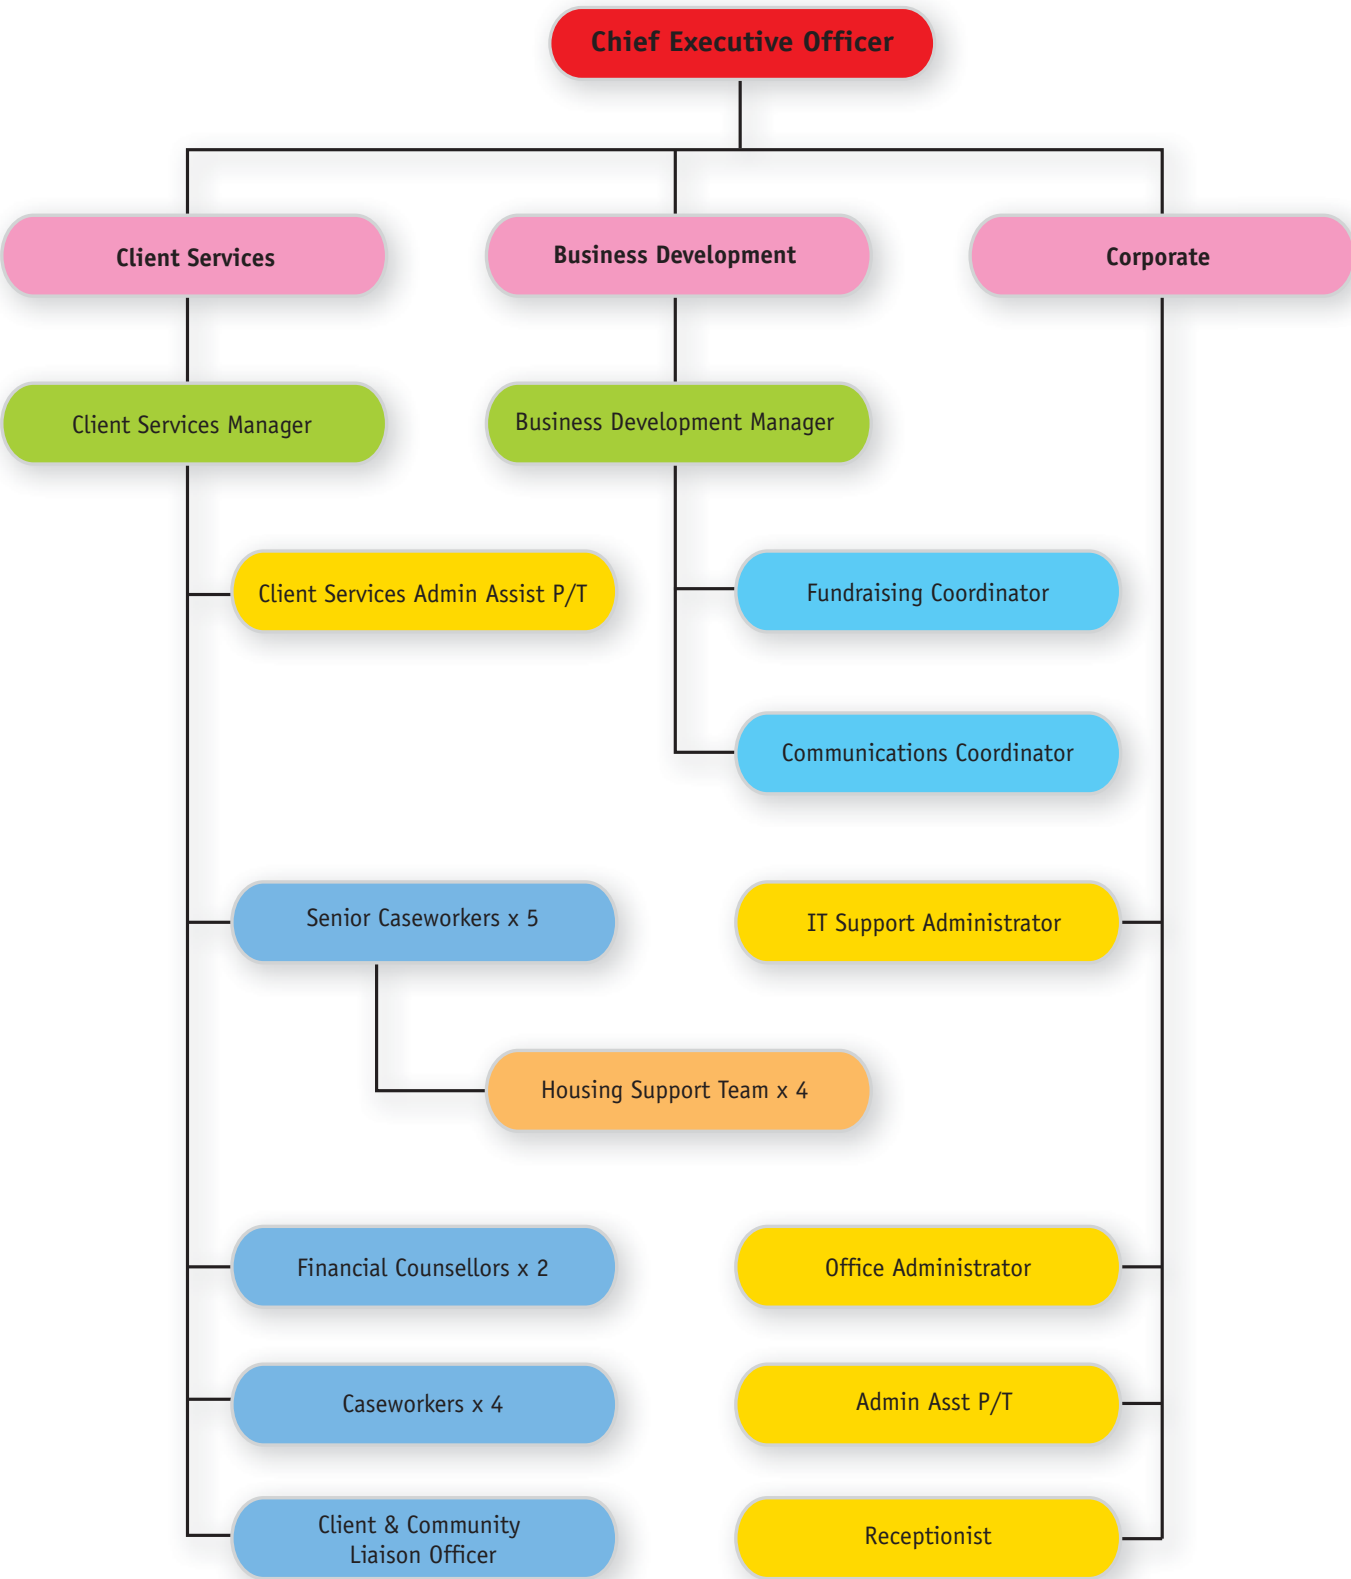 Chief Executive Officer
Client Services
Business Development
Corporate
Client Services Manager
Business Development Manager
Client Services Admin Assist P/T
Fundraising Coordinator
Communications Coordinator
Senior Caseworkers x 5
IT Support Administrator
Housing Support Team x 4
Financial Counsellors x 2
Office Administrator
Caseworkers x 4
Admin Asst P/T
Client & Community
Liaison Officer
Receptionist